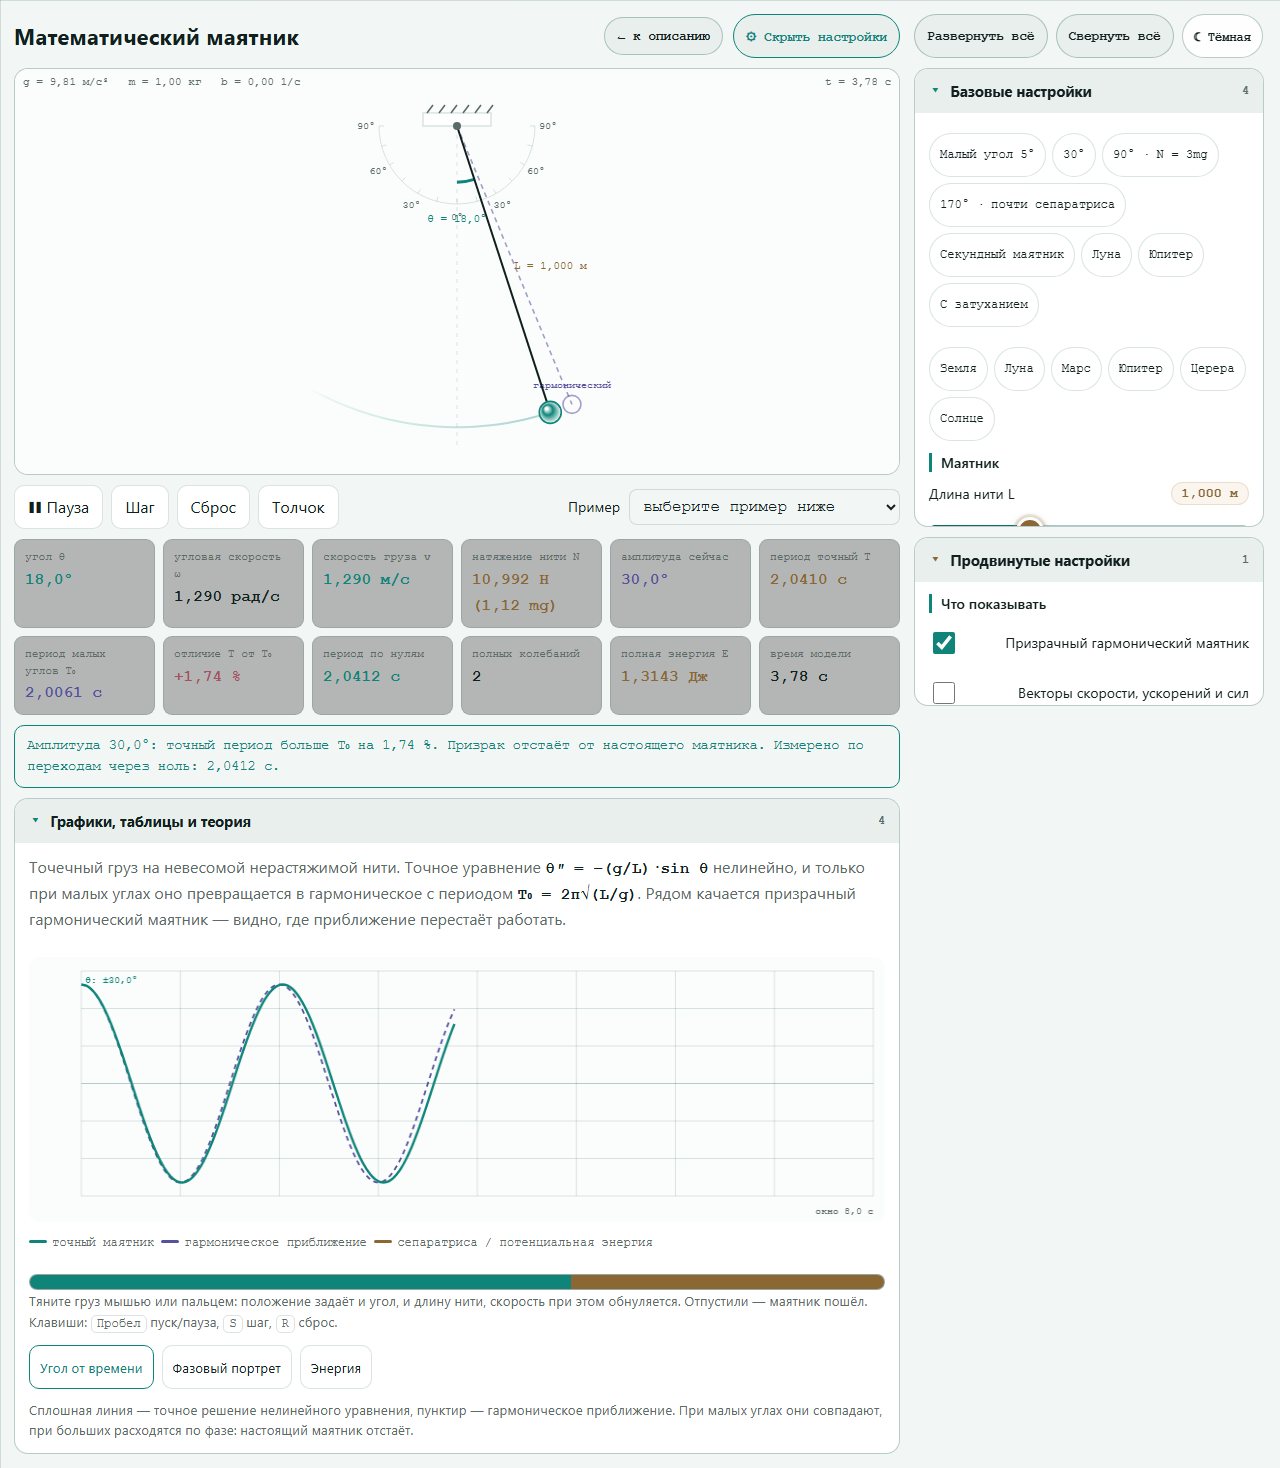 Математический маятник
← к описанию
⚙ Скрыть настройки
Развернуть всё
Свернуть всё
☾ Тёмная
g = 9,81 м/с² m = 1,00 кг b = 0,00 1/с
t = 3,78 с
90°
90°
60°
60°
30°
0°
30°
θ = 18,0°
L = 1,000 м
гармонический
Пауза
Шаг
Сброс
Толчок
Пример
выберите пример ниже
угол θ
18,0°
угловая скорость
ω
1,290 рад/с
скорость груза v
1,290 м/с
натяжение нити N
10,992 Н
(1,12 mg)
амплитуда сейчас
30,0°
период точный T
2,0410 с
период малых
углов T₀
2,0061 с
отличие T от T₀
+1,74 %
период по нулям
2,0412 с
полных колебаний
2
полная энергия E
1,3143 Дж
время модели
3,78 с
Амплитуда 30,0°: точный период больше T₀ на 1,74 %. Призрак отстаёт от настоящего маятника. Измерено по
переходам через ноль: 2,0412 с.
Графики, таблицы и теория
4
Точечный груз на невесомой нерастяжимой нити. Точное уравнение θ″ = −(g/L)·sin θ нелинейно, и только
при малых углах оно превращается в гармоническое с периодом T₀ = 2π√(L/g). Рядом качается призрачный
гармонический маятник — видно, где приближение перестаёт работать.
θ: ±30,0°
окно 8,0 с
точный маятник
гармоническое приближение
сепаратриса / потенциальная энергия
Тяните груз мышью или пальцем: положение задаёт и угол, и длину нити, скорость при этом обнуляется. Отпустили — маятник пошёл.
Клавиши: Пробел пуск/пауза, S шаг, R сброс.
Угол от времени
Фазовый портрет
Энергия
Сплошная линия — точное решение нелинейного уравнения, пунктир — гармоническое приближение. При малых углах они совпадают,
при больших расходятся по фазе: настоящий маятник отстаёт.
Базовые настройки
4
Малый угол 5°
30°
90° · N = 3mg
170° · почти сепаратриса
Секундный маятник
Луна
Юпитер
С затуханием
Земля
Луна
Марс
Юпитер
Церера
Солнце
Маятник
Длина нити L
1,000 м
Продвинутые настройки
1
Что показывать
Призрачный гармонический маятник
Векторы скорости, ускорений и сил